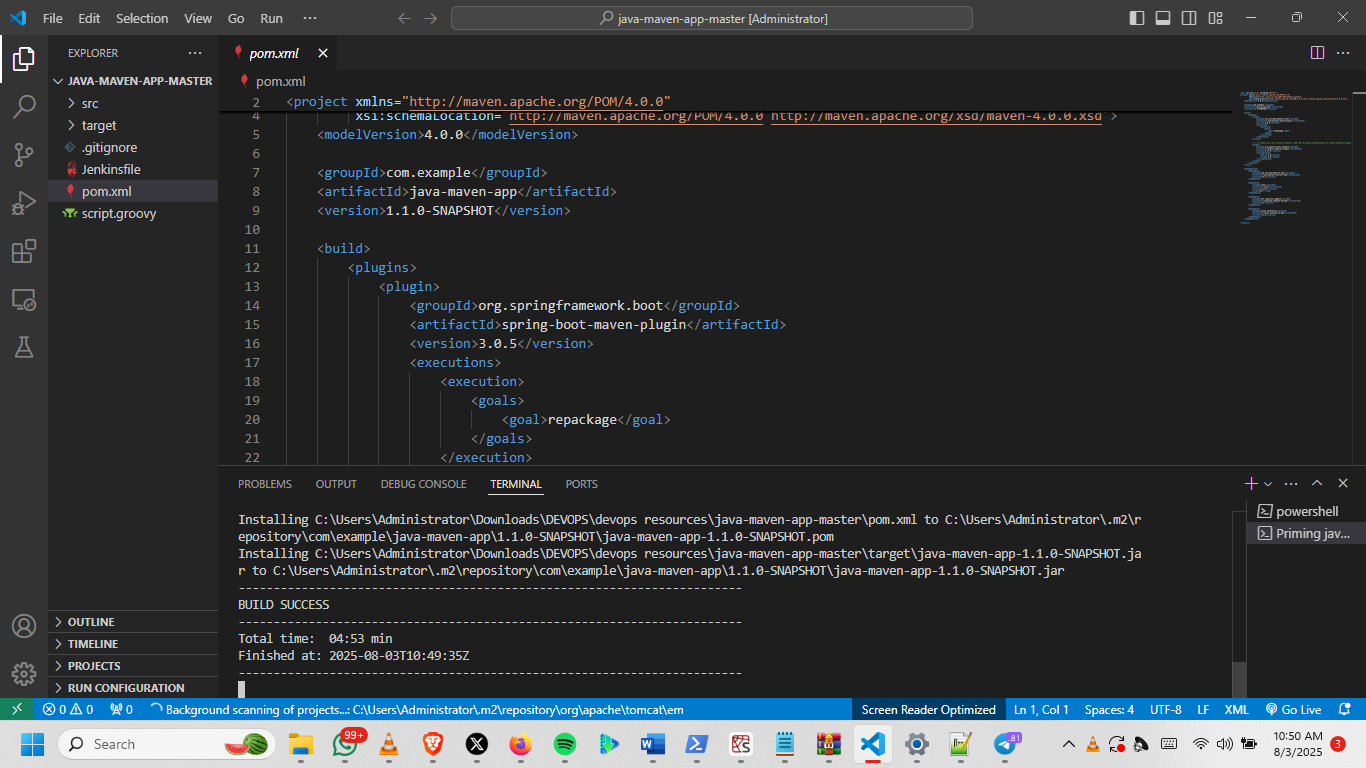 File Edit Selection View Go Run ···
java-maven-app-master [Administrator]
EXPLORER ···
JAVA-MAVEN-APP-MASTER
src
target
.gitignore
Jenkinsfile
pom.xml
script.groovy
OUTLINE
TIMELINE
PROJECTS
RUN CONFIGURATION
pom.xml
pom.xml
2 <project xmlns="http://maven.apache.org/POM/4.0.0"
4 xsi:schemaLocation="http://maven.apache.org/POM/4.0.0 http://maven.apache.org/xsd/maven-4.0.0.xsd">
5 <modelVersion>4.0.0</modelVersion>
6
7 <groupId>com.example</groupId>
8 <artifactId>java-maven-app</artifactId>
9 <version>1.1.0-SNAPSHOT</version>
10
11 <build>
12 <plugins>
13 <plugin>
14 <groupId>org.springframework.boot</groupId>
15 <artifactId>spring-boot-maven-plugin</artifactId>
16 <version>3.0.5</version>
17 <executions>
18 <execution>
19 <goals>
20 <goal>repackage</goal>
21 </goals>
22 </execution>
PROBLEMS OUTPUT DEBUG CONSOLE TERMINAL PORTS
Installing C:\Users\Administrator\Downloads\DEVOPS\devops resources\java-maven-app-master\pom.xml to C:\Users\Administrator\.m2\r
epository\com\example\java-maven-app\1.1.0-SNAPSHOT\java-maven-app-1.1.0-SNAPSHOT.pom
Installing C:\Users\Administrator\Downloads\DEVOPS\devops resources\java-maven-app-master\target\java-maven-app-1.1.0-SNAPSHOT.ja
r to C:\Users\Administrator\.m2\repository\com\example\java-maven-app\1.1.0-SNAPSHOT\java-maven-app-1.1.0-SNAPSHOT.jar
------------------------------------------------------------------------
BUILD SUCCESS
------------------------------------------------------------------------
Total time:  04:53 min
Finished at: 2025-08-03T10:49:35Z
------------------------------------------------------------------------
powershell
Priming jav...
0 0 0 Background scanning of projects...: C:\Users\Administrator\.m2\repository\org\apache\tomcat\em
Screen Reader Optimized Ln 1, Col 1 Spaces: 4 UTF-8 LF XML Go Live
Search
99+
.81
10:50 AM
8/3/2025
3